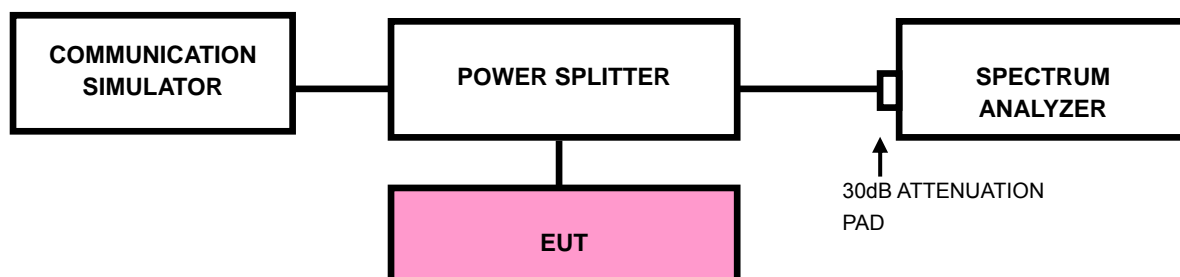 COMMUNICATION
SIMULATOR
POWER SPLITTER
SPECTRUM
ANALYZER
30dB ATTENUATION
PAD
EUT